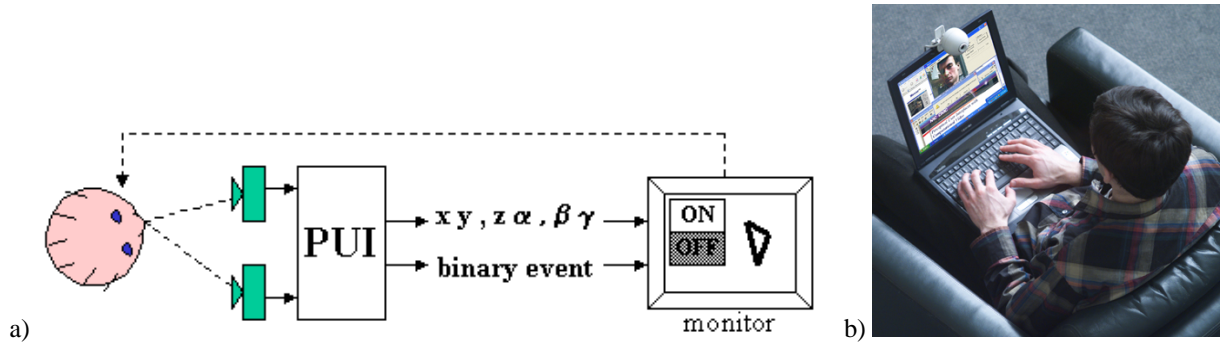 PUI
x y , z α , β γ
binary event
ON
OFF
monitor
a)
b)